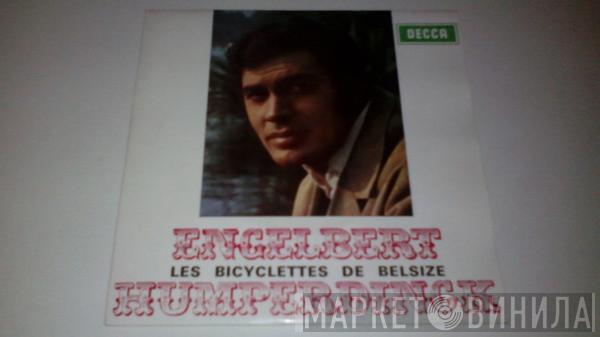 DECCA
ENGELBERT
LES BICYCLETTES DE BELSIZE
HUMPERDINCK
МАРКЕТ ВИНИЛА